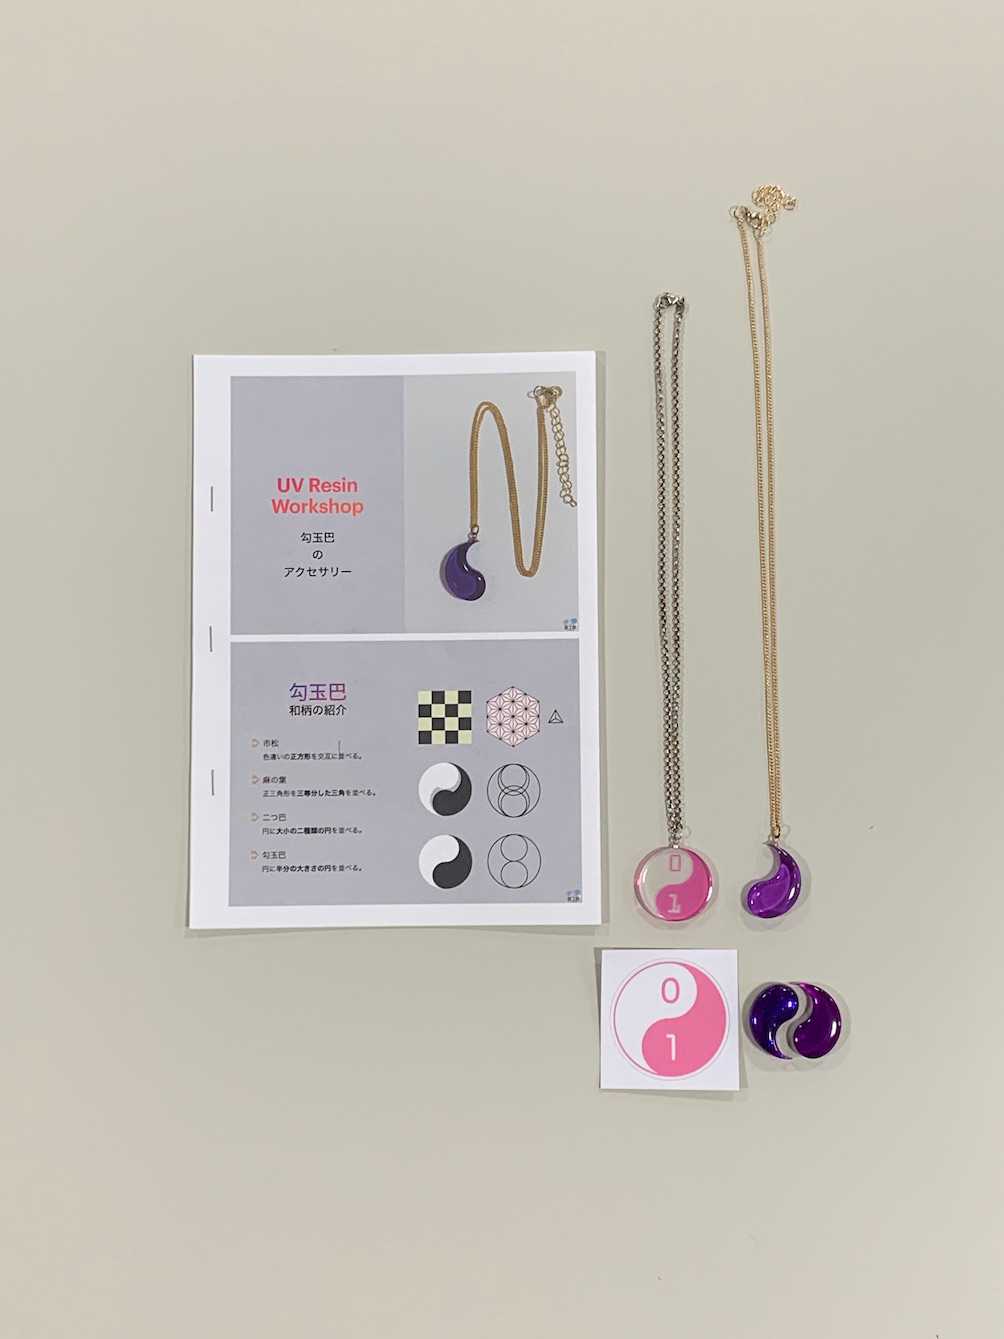 UV Resin
Workshop
勾玉巴
の
アクセサリー
勾玉巴
和柄の紹介
市松
色違いの正方形を交互に並べる。
麻の葉
正三角形を三等分した三角を並べる。
二つ巴
円に大小の二種類の円を並べる。
勾玉巴
円に半分の大きさの円を並べる。
0
1
0
1